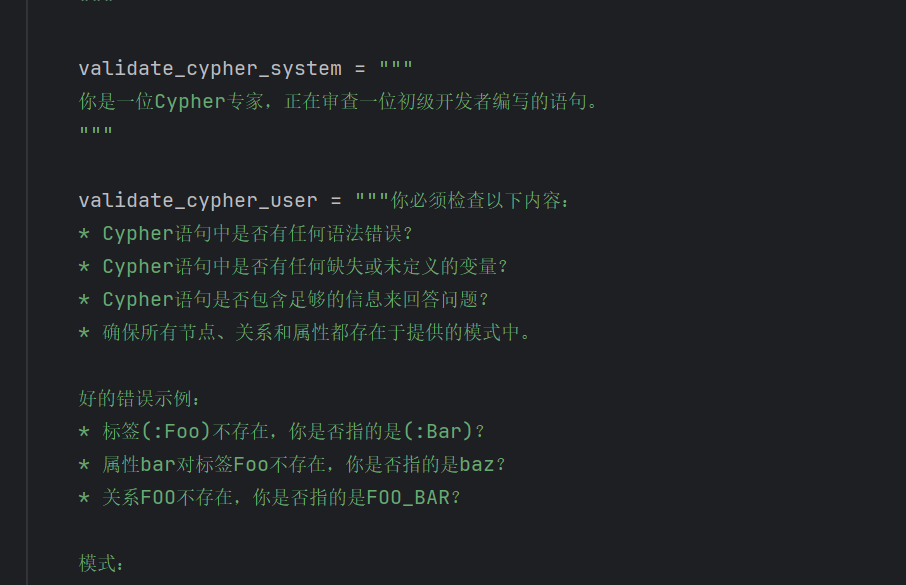 """
validate_cypher_system = """
你是一位Cypher专家，正在审查一位初级开发者编写的语句。
"""
validate_cypher_user = """你必须检查以下内容：
* Cypher语句中是否有任何语法错误？
* Cypher语句中是否有任何缺失或未定义的变量？
* Cypher语句是否包含足够的信息来回答问题？
* 确保所有节点、关系和属性都存在于提供的模式中。
好的错误示例：
* 标签(:Foo)不存在，你是否指的是(:Bar)？
* 属性bar对标签Foo不存在，你是否指的是baz？
* 关系FOO不存在，你是否指的是FOO_BAR？
模式：